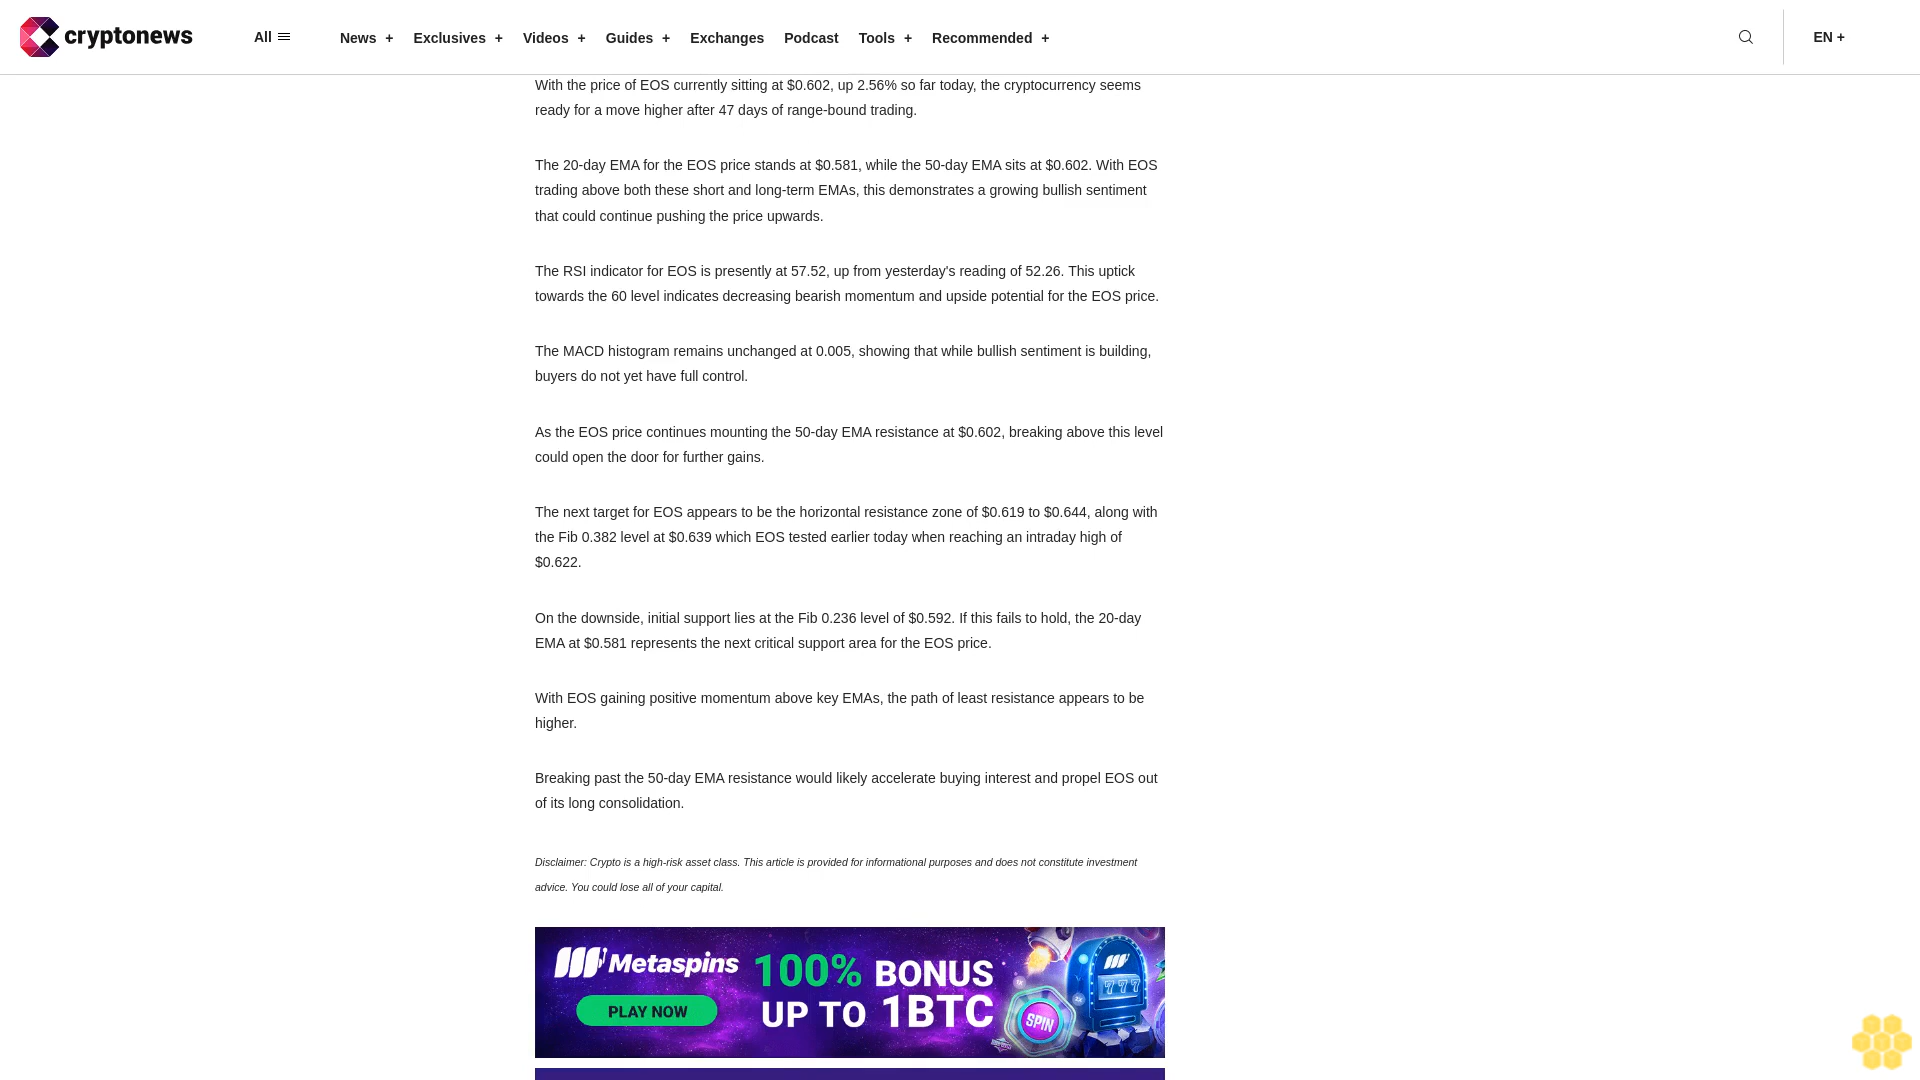 cryptonews
All
News +
Exclusives +
Videos +
Guides +
Exchanges
Podcast
Tools +
Recommended +
EN +
With the price of EOS currently sitting at $0.602, up 2.56% so far today, the cryptocurrency seems
ready for a move higher after 47 days of range-bound trading.
The 20-day EMA for the EOS price stands at $0.581, while the 50-day EMA sits at $0.602. With EOS
trading above both these short and long-term EMAs, this demonstrates a growing bullish sentiment
that could continue pushing the price upwards.
The RSI indicator for EOS is presently at 57.52, up from yesterday's reading of 52.26. This uptick
towards the 60 level indicates decreasing bearish momentum and upside potential for the EOS price.
The MACD histogram remains unchanged at 0.005, showing that while bullish sentiment is building,
buyers do not yet have full control.
As the EOS price continues mounting the 50-day EMA resistance at $0.602, breaking above this level
could open the door for further gains.
The next target for EOS appears to be the horizontal resistance zone of $0.619 to $0.644, along with
the Fib 0.382 level at $0.639 which EOS tested earlier today when reaching an intraday high of
$0.622.
On the downside, initial support lies at the Fib 0.236 level of $0.592. If this fails to hold, the 20-day
EMA at $0.581 represents the next critical support area for the EOS price.
With EOS gaining positive momentum above key EMAs, the path of least resistance appears to be
higher.
Breaking past the 50-day EMA resistance would likely accelerate buying interest and propel EOS out
of its long consolidation.
Disclaimer: Crypto is a high-risk asset class. This article is provided for informational purposes and does not constitute investment
advice. You could lose all of your capital.
Metaspins
PLAY NOW
100% BONUS
UP TO 1BTC
SPIN
777